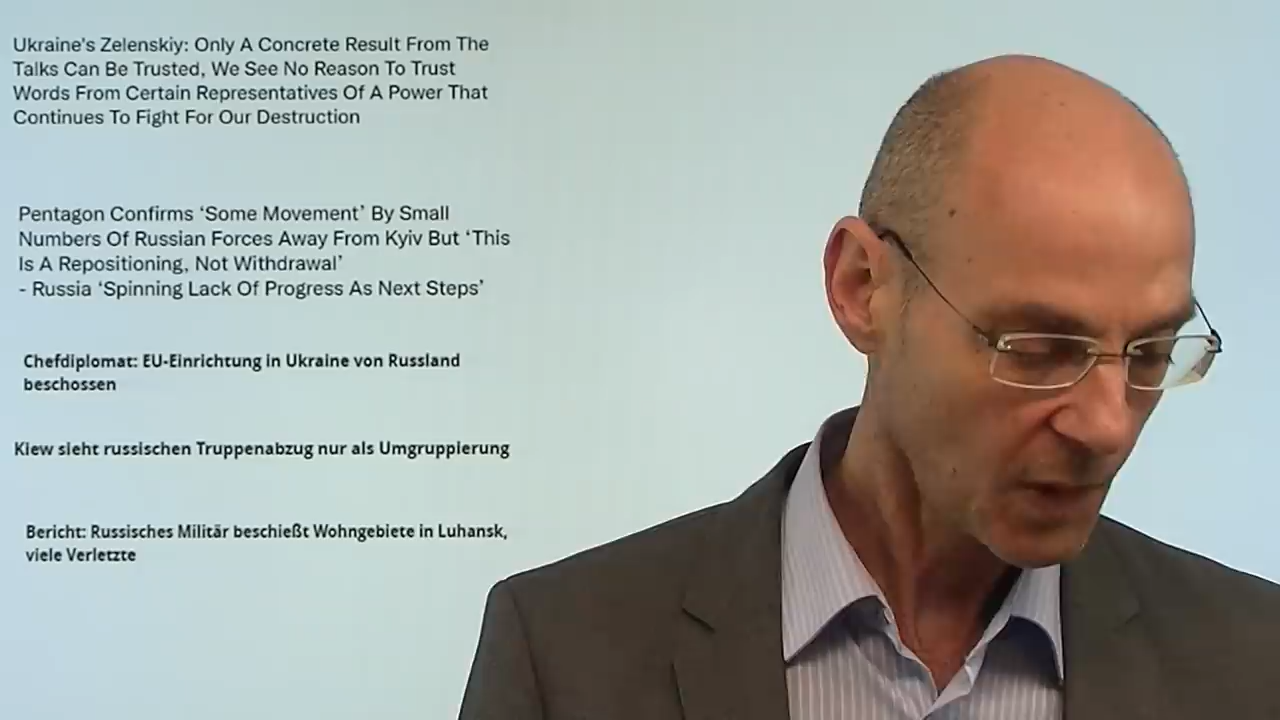 Ukraine's Zelenskiy: Only A Concrete Result From The
Talks Can Be Trusted, We See No Reason To Trust
Words From Certain Representatives Of A Power That
Continues To Fight For Our Destruction
Pentagon Confirms ‘Some Movement’ By Small
Numbers Of Russian Forces Away From Kyiv But ‘This
Is A Repositioning, Not Withdrawal’
- Russia ‘Spinning Lack Of Progress As Next Steps’
Chefdiplomat: EU-Einrichtung in Ukraine von Russland
beschossen
Kiew sieht russischen Truppenabzug nur als Umgruppierung
Bericht: Russisches Militär beschießt Wohngebiete in Luhansk,
viele Verletzte